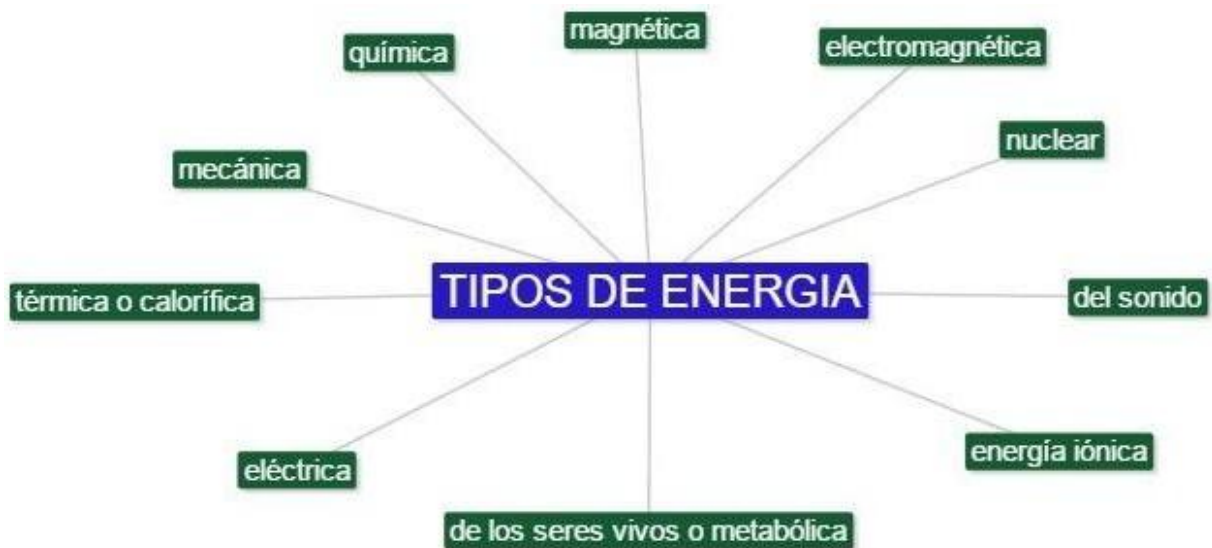 magnética
electromagnética
química
nuclear
mecánica
TIPOS DE ENERGIA
térmica o calorífica
del sonido
energía iónica
eléctrica
de los seres vivos o metabólica